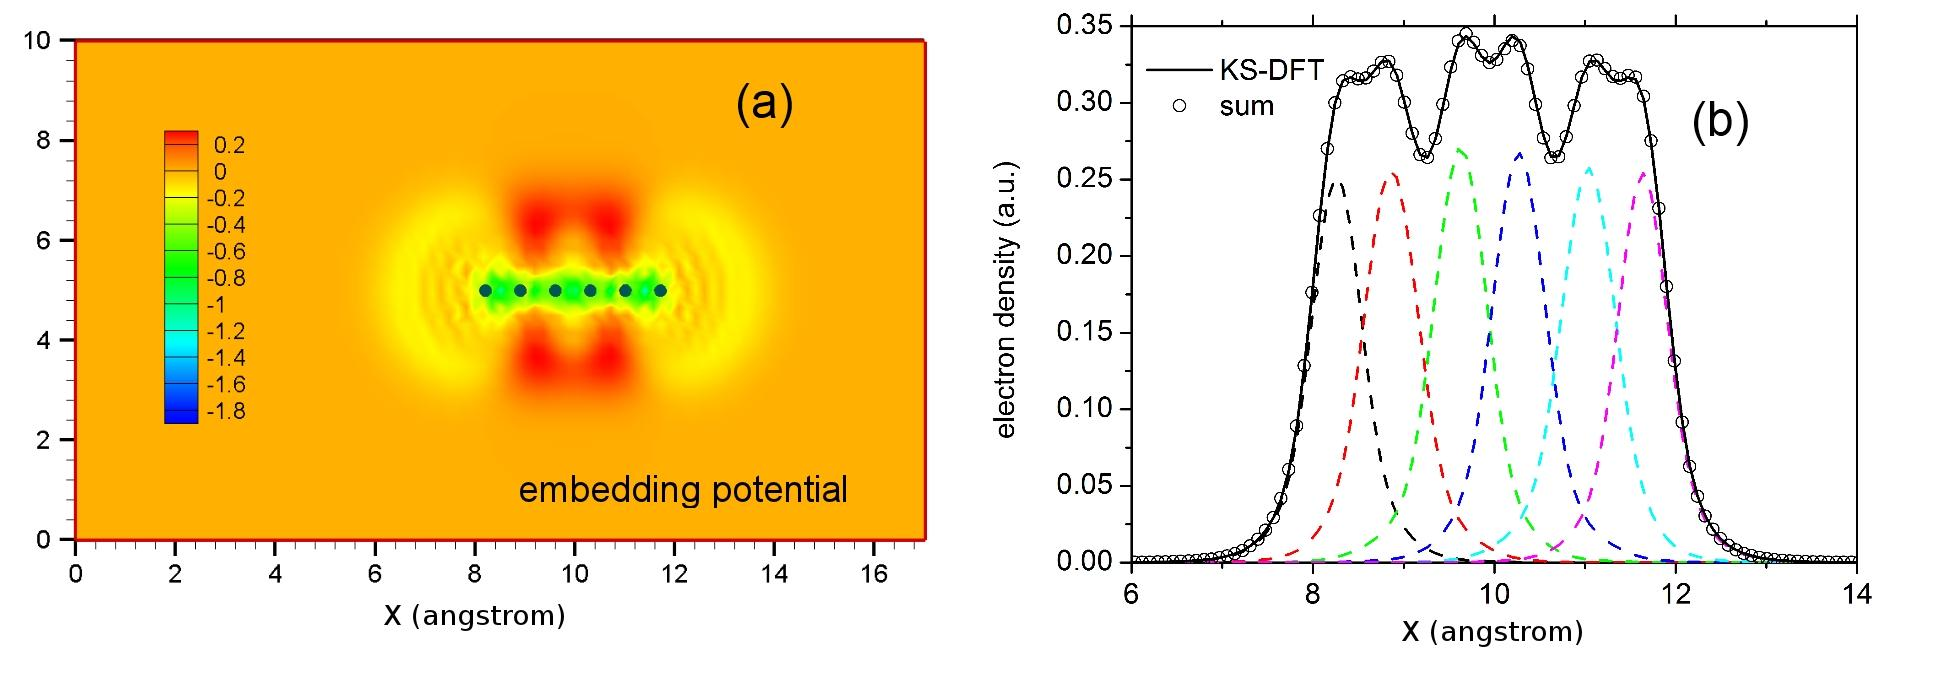 10
8
6
4
2
0
(a)
0.2
0
-0.2
-0.4
-0.6
-0.8
-1
-1.2
-1.4
-1.6
-1.8
embedding potential
0 2 4 6 8 10 12 14 16
X (angstrom)
0.35
0.30
0.25
0.20
0.15
0.10
0.05
0.00
electron density (a.u.)
KS-DFT
sum
(b)
6 8 10 12 14
X (angstrom)